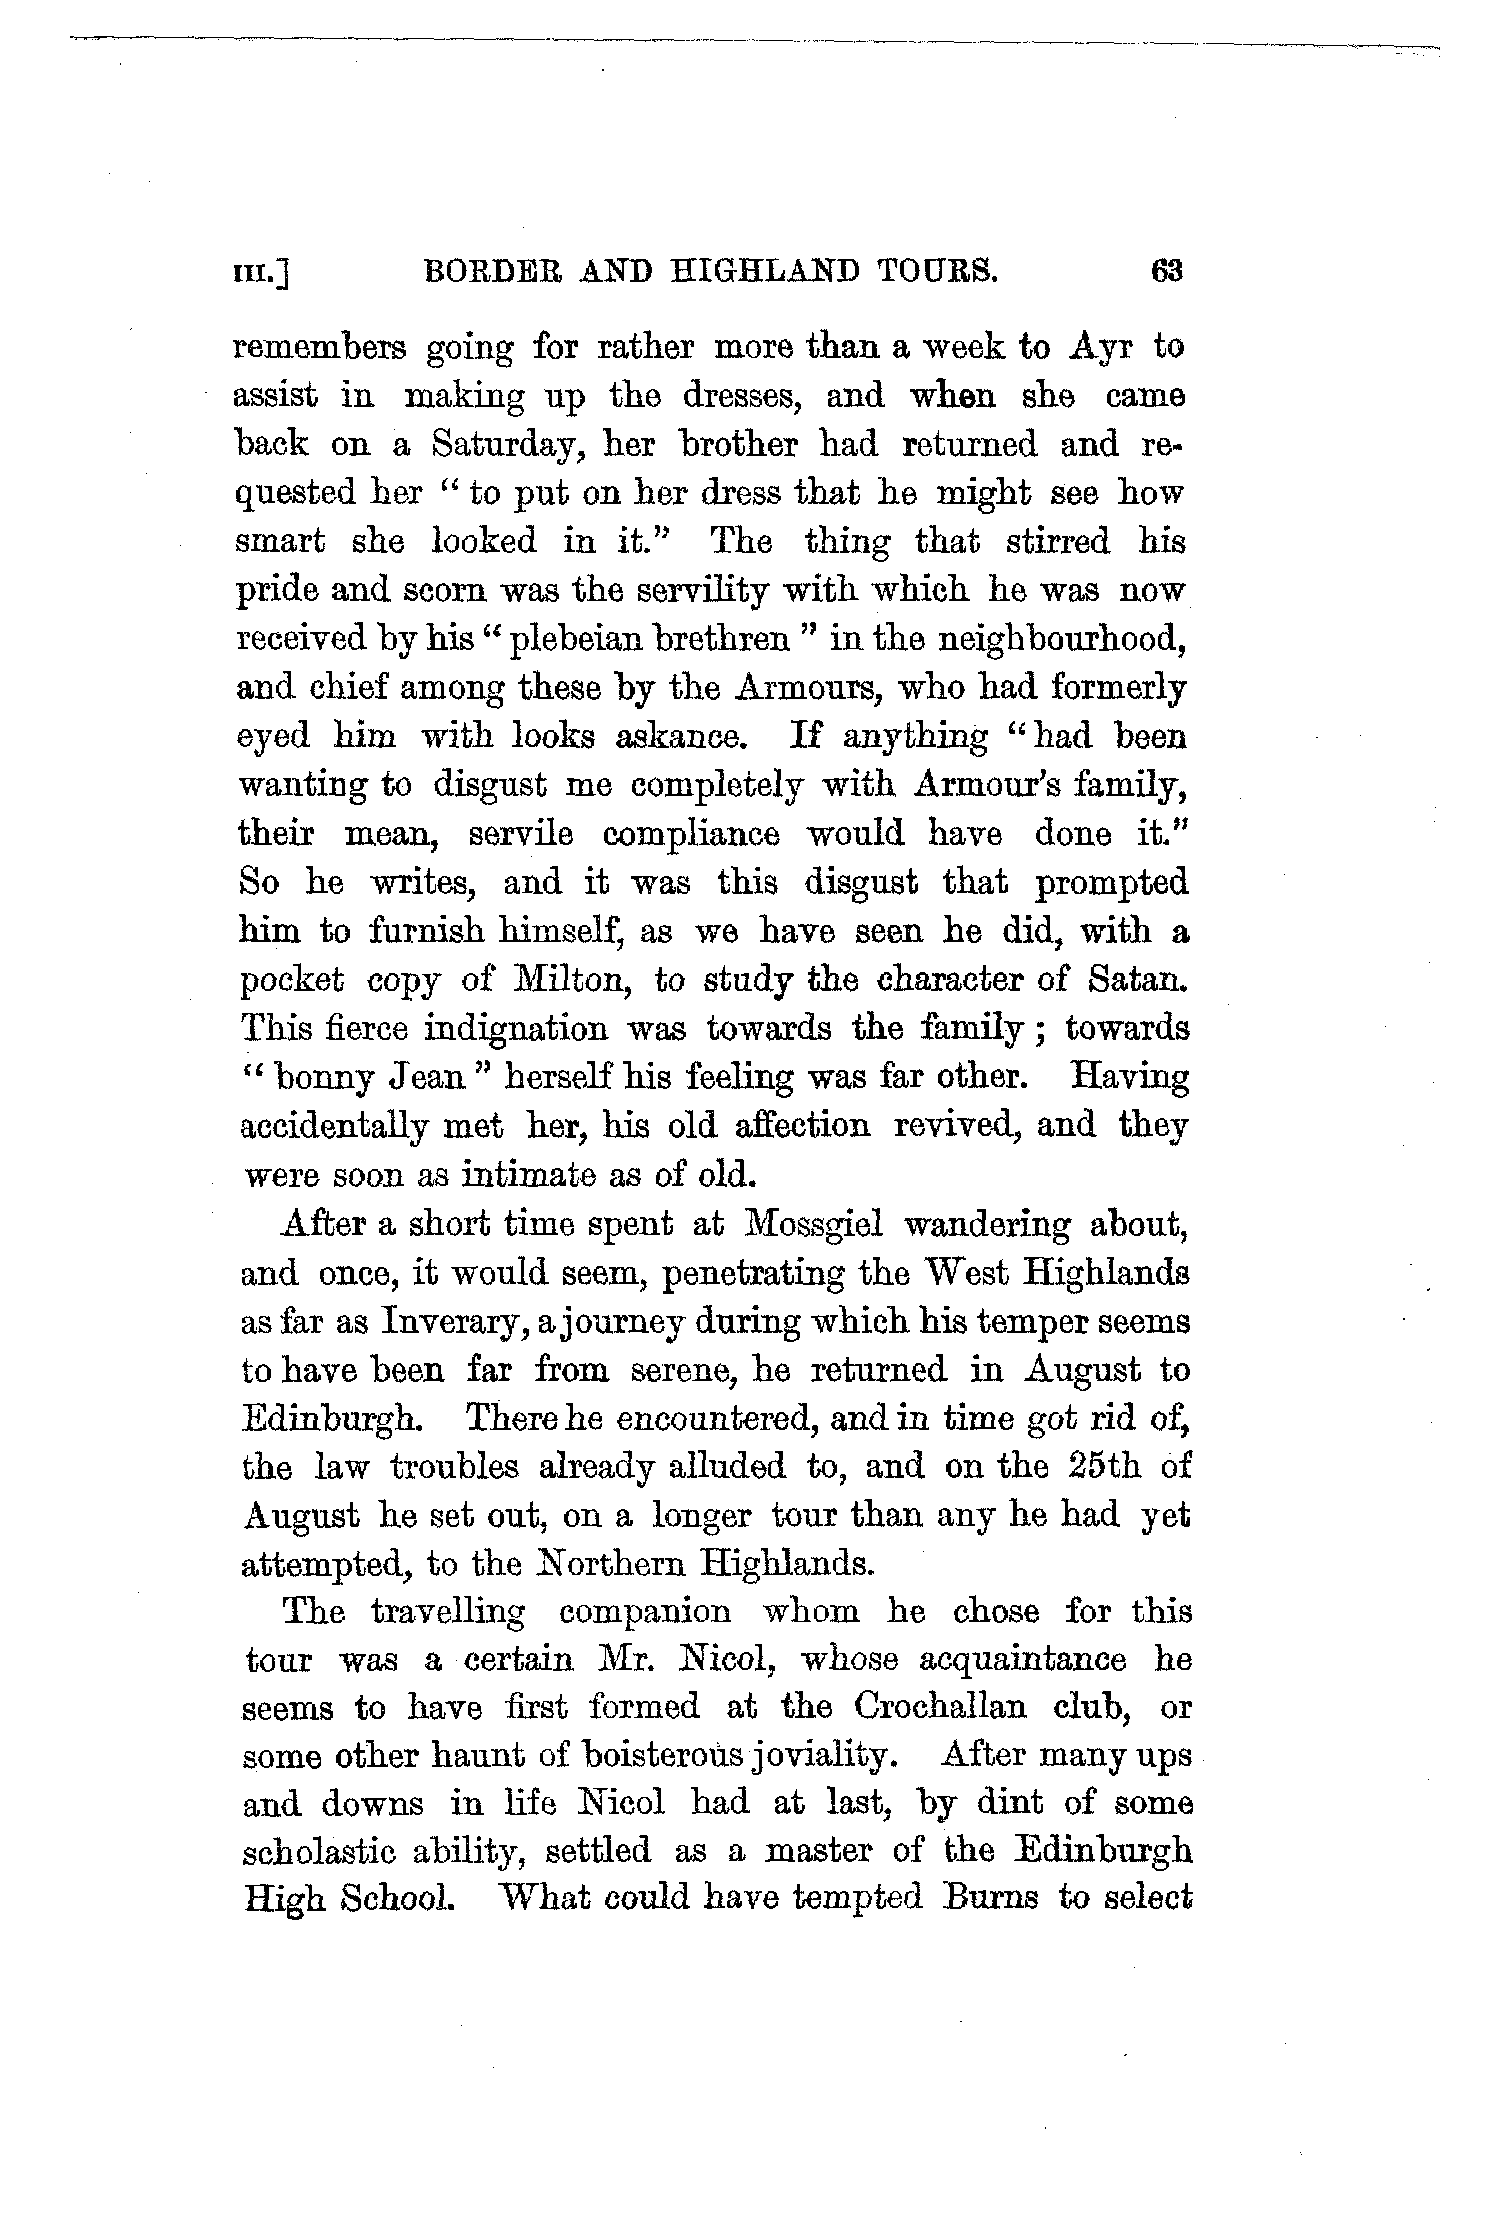 III.] BORDER AND HIGHLAND TOURS. 63
remembers going for rather more than a week to Ayr to
assist in making up the dresses, and when she came
back on a Saturday, her brother had returned and re-
quested her " to put on her dress that he might see how
smart she looked in it." The thing that stirred his
pride and scorn was the servility with which he was now
received by his " plebeian brethren " in the neighbourhood,
and chief among these by the Armours, who had formerly
eyed him with looks askance. If anything " had been
wanting to disgust me completely with Armour's family,
their mean, servile compliance would have done it."
So he writes, and it was this disgust that prompted
him to furnish himself, as we have seen he did, with a
pocket copy of Milton, to study the character of Satan.
This fierce indignation was towards the family ; towards
" bonny Jean " herself his feeling was far other. Having
accidentally met her, his old affection revived, and they
were soon as intimate as of old.
After a short time spent at Mossgiel wandering about,
and once, it would seem, penetrating the West Highlands
as far as Inverary, a journey during which his temper seems
to have been far from serene, he returned in August to
Edinburgh. There he encountered, and in time got rid of,
the law troubles already alluded to, and on the 25th of
August he set out, on a longer tour than any he had yet
attempted, to the Northern Highlands.
The travelling companion whom he chose for this
tour was a certain Mr. Nicol, whose acquaintance he
seems to have first formed at the Crochallan club, or
some other haunt of boisterous joviality. After many ups
and downs in life Nicol had at last, by dint of some
scholastic ability, settled as a master of the Edinburgh
High School. What could have tempted Burns to select